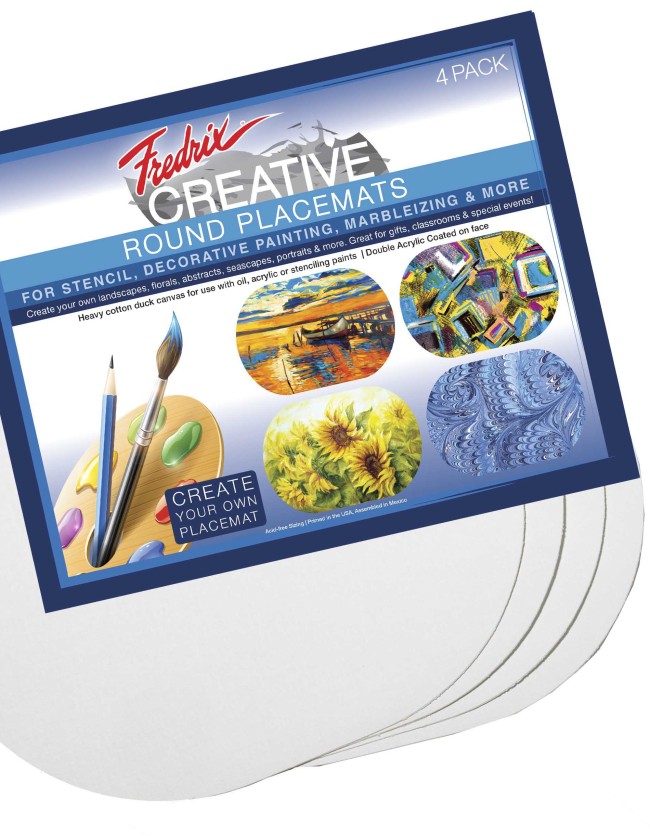 4 PACK
Fredrix
CREATIVE
ROUND PLACEMATS
FOR STENCIL, DECORATIVE PAINTING, MARBLEIZING & MORE
Create your own landscapes, florals, abstracts, seascapes, portraits & more. Great for gifts, classrooms & special events!
Heavy cotton duck canvas for use with oil, acrylic or stenciling paints | Double Acrylic Coated on face
CREATE
YOUR OWN
PLACEMAT
Acid-free Sizing | Primed in the USA, Assembled in Mexico